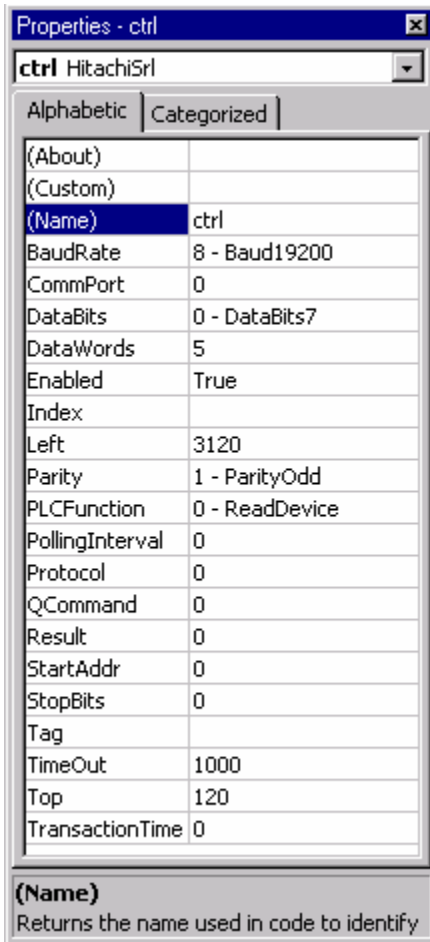 Properties - ctrl
ctrl HitachiSrl
Alphabetic Categorized
(About)
(Custom)
(Name) ctrl
BaudRate 8 - Baud19200
CommPort 0
DataBits 0 - DataBits7
DataWords 5
Enabled True
Index
Left 3120
Parity 1 - ParityOdd
PLCFunction 0 - ReadDevice
PollingInterval 0
Protocol 0
QCommand 0
Result 0
StartAddr 0
StopBits 0
Tag
TimeOut 1000
Top 120
TransactionTime 0
(Name)
Returns the name used in code to identify